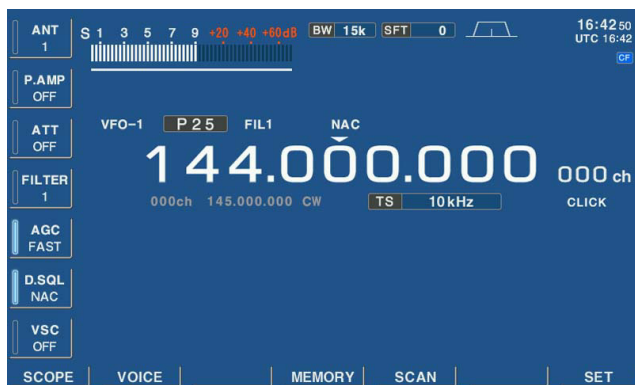 ANT
1
S 1 3 5 7 9 +20 +40 +60dB
BW 15k SFT 0
16:42 50
UTC 16:42
CF
P.AMP
OFF
ATT
OFF
VFO-1 P25 FIL1 NAC
144.000.000
000 ch
000ch 145.000.000 CW
TS 10kHz
CLICK
FILTER
1
AGC
FAST
D.SQL
NAC
VSC
OFF
SCOPE VOICE MEMORY SCAN SET